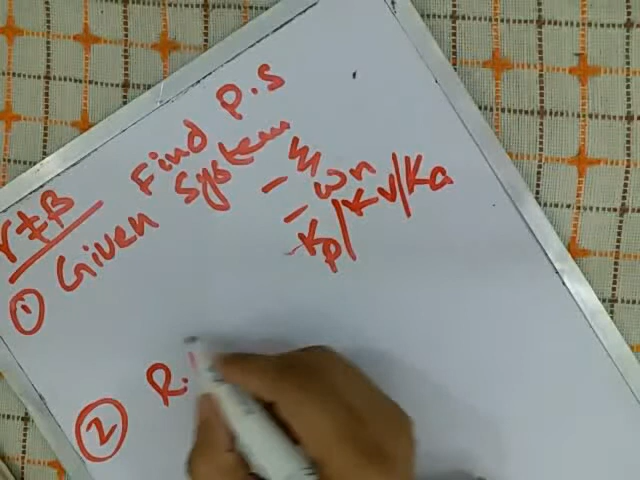 r ± β
① Given System
Find P.S
- ξ
- ωn
- Kp/Kv/Ka
② R.